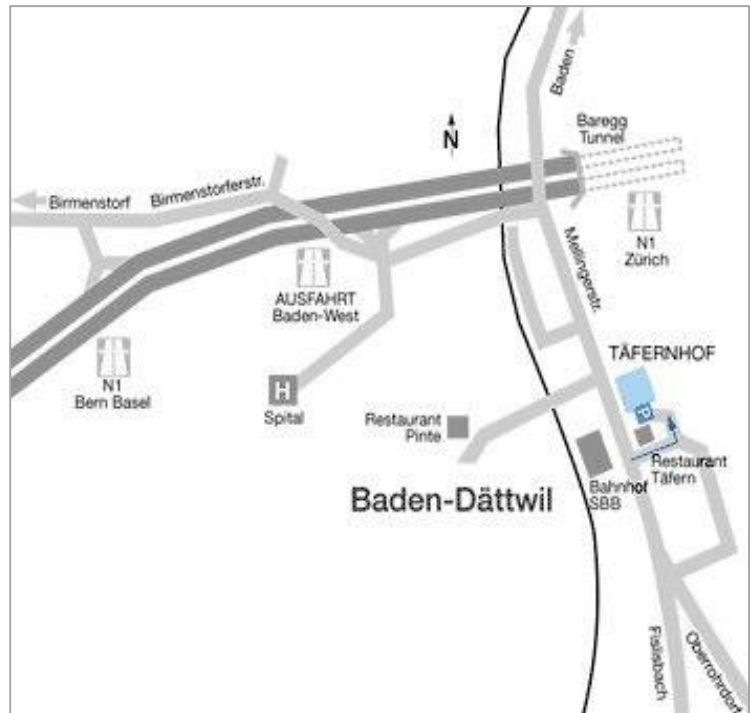 Baden
N
Baregg
Tunnel
Birmenstorf
Birmenstorferstr.
N1
Zürich
Mellingerstr.
AUSFAHRT
Baden-West
N1
Bern Basel
TÄFERNHOF
H
Spital
Restaurant
Pinte
P
Restaurant
Täfern
Baden-Dättwil
Bahnhof
SBB
Fislisbach
Oberrohrdorf